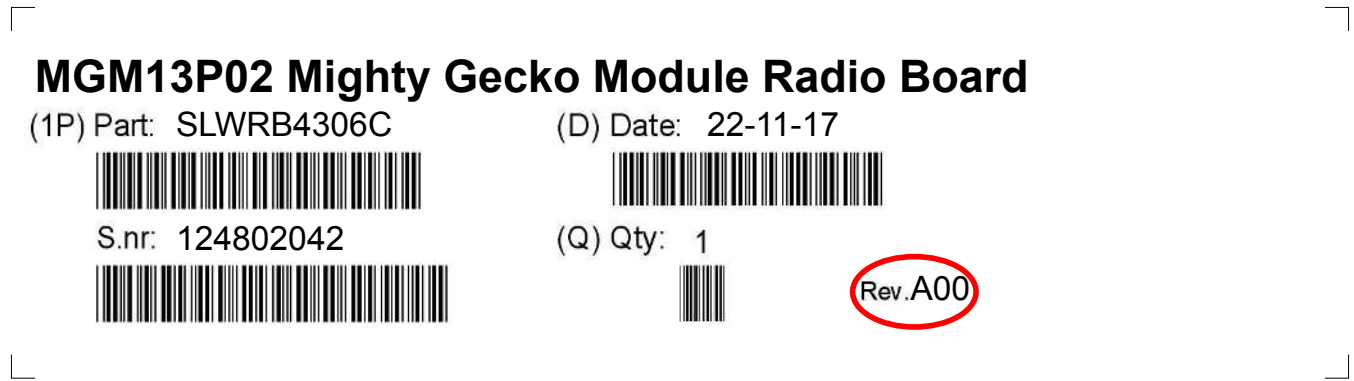 MGM13P02 Mighty Gecko Module Radio Board
(1P) Part: SLWRB4306C
(D) Date: 22-11-17
S.nr: 124802042
(Q) Qty: 1
Rev.A00